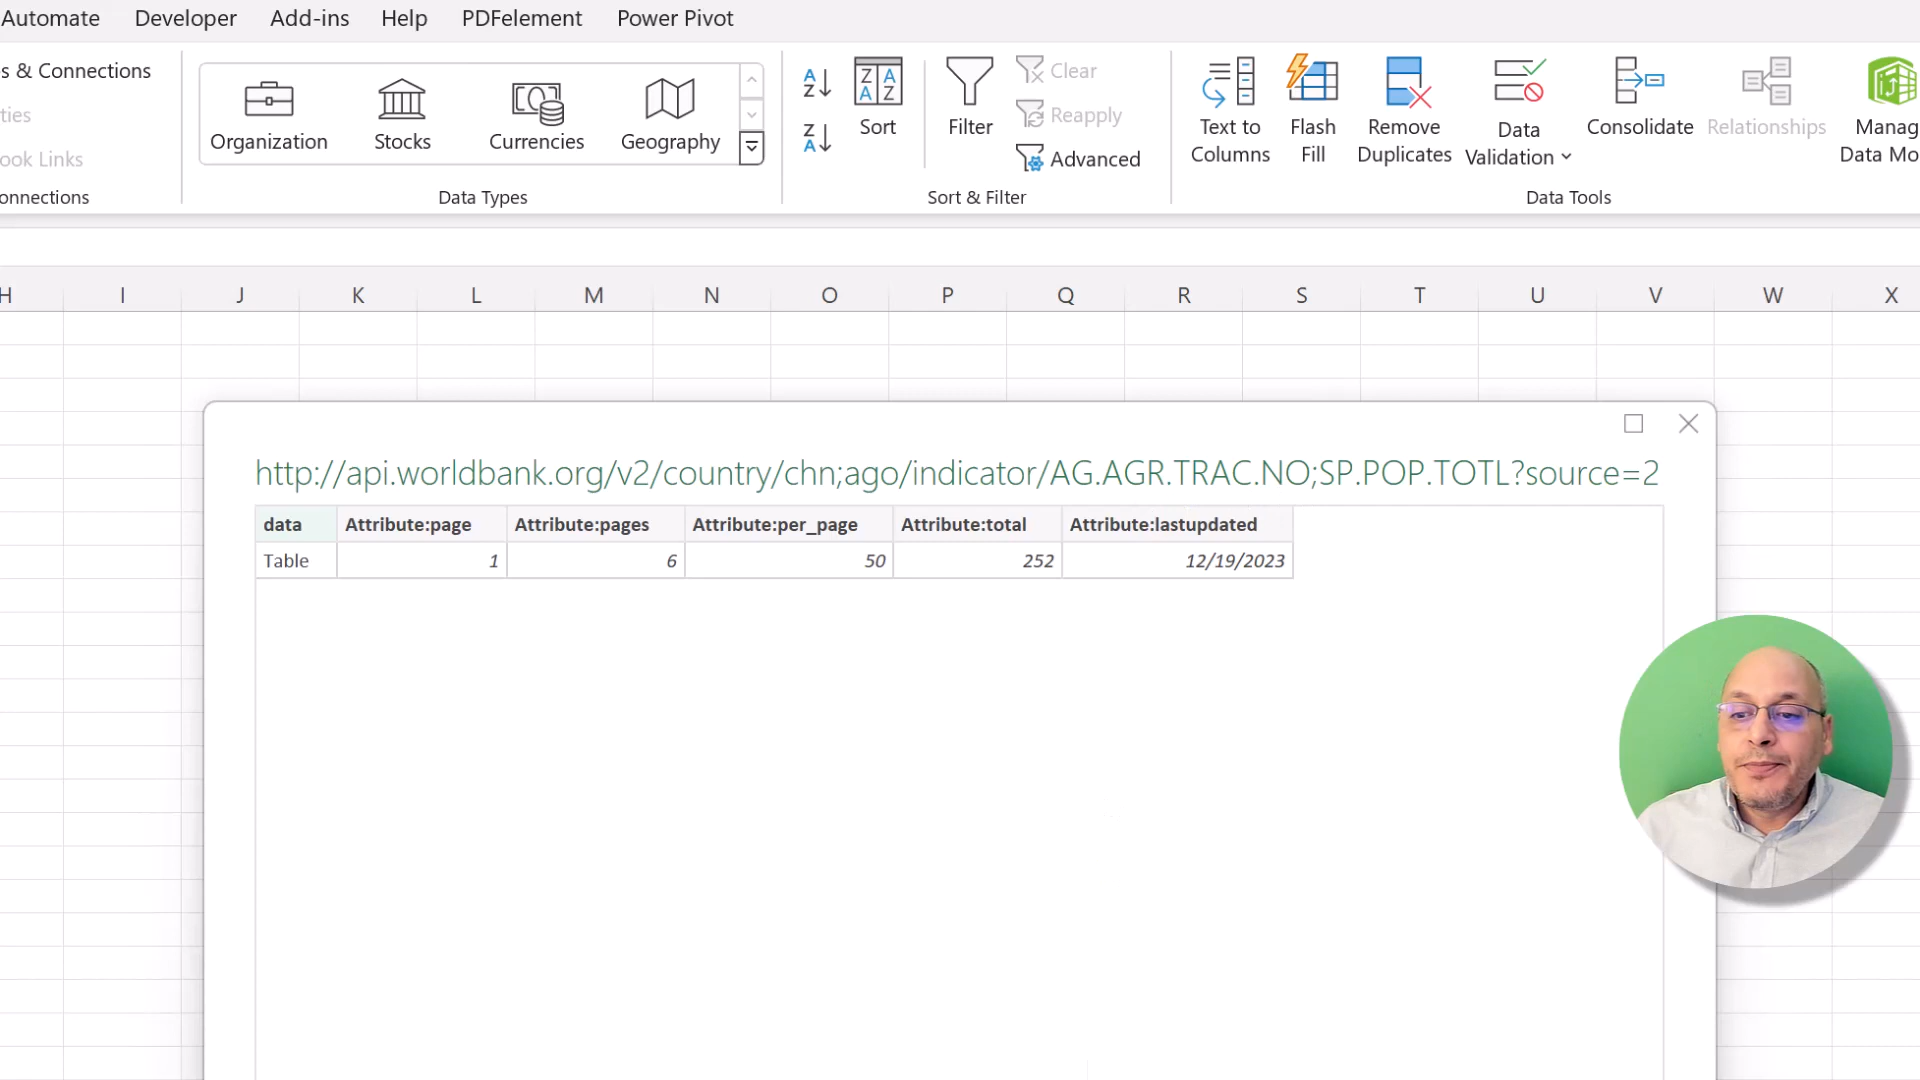 Automate Developer Add-ins Help PDFelement Power Pivot
s & Connections
ties
ook Links
onnections
Organization Stocks Currencies Geography
Data Types
Sort
Filter
Clear
Reapply
Advanced
Sort & Filter
Text to
Columns
Flash
Fill
Remove
Duplicates
Data
Validation
Consolidate
Relationships
Manag
Data Mo
Data Tools
H I J K L M N O P Q R S T U V W X
http://api.worldbank.org/v2/country/chn;ago/indicator/AG.AGR.TRAC.NO;SP.POP.TOTL?source=2
data Attribute:page Attribute:pages Attribute:per_page Attribute:total Attribute:lastupdated
Table 1 6 50 252 12/19/2023